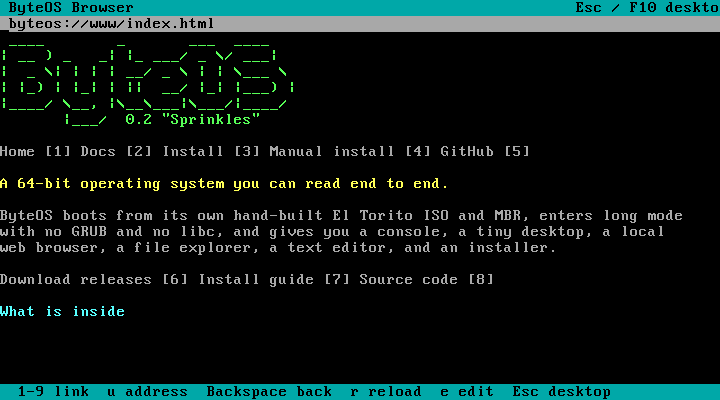 ByteOS Browser Esc / F10 deskto
byteos://www/index.html
ByteOS
0.2 "Sprinkles"
Home [1] Docs [2] Install [3] Manual install [4] GitHub [5]
A 64-bit operating system you can read end to end.
ByteOS boots from its own hand-built El Torito ISO and MBR, enters long mode
with no GRUB and no libc, and gives you a console, a tiny desktop, a local
web browser, a file explorer, a text editor, and an installer.
Download releases [6] Install guide [7] Source code [8]
What is inside
1-9 link u address Backspace back r reload e edit Esc desktop